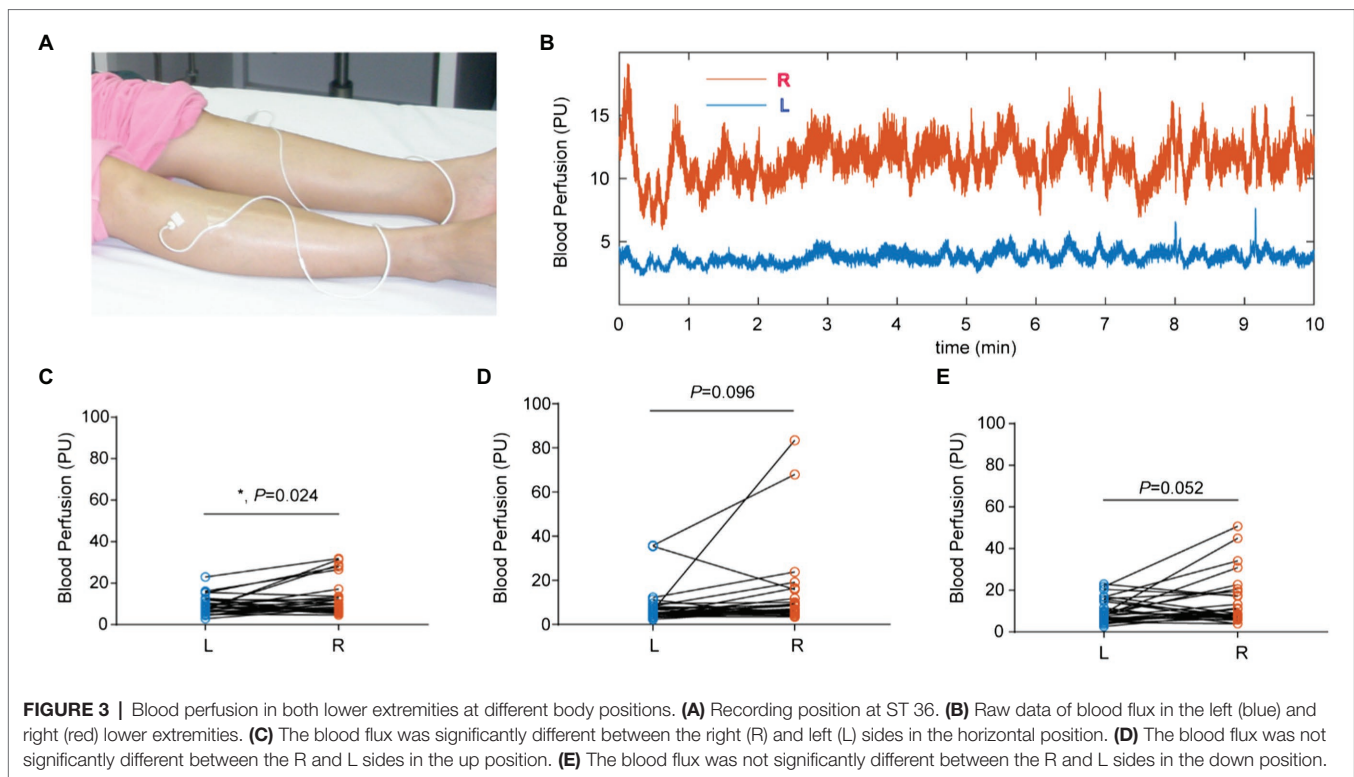 A
B
R
L
Blood Perfusion (PU)
15
10
5
0 1 2 3 4 5 6 7 8 9 10
time (min)
C
Blood Perfusion (PU)
100
80
60
40
20
0
*, P=0.024
L R
D
Blood Perfusion (PU)
100
80
60
40
20
0
P=0.096
L R
E
Blood Perfusion (PU)
100
80
60
40
20
0
P=0.052
L R
FIGURE 3 | Blood perfusion in both lower extremities at different body positions. (A) Recording position at ST 36. (B) Raw data of blood flux in the left (blue) and
right (red) lower extremities. (C) The blood flux was significantly different between the right (R) and left (L) sides in the horizontal position. (D) The blood flux was not
significantly different between the R and L sides in the up position. (E) The blood flux was not significantly different between the R and L sides in the down position.